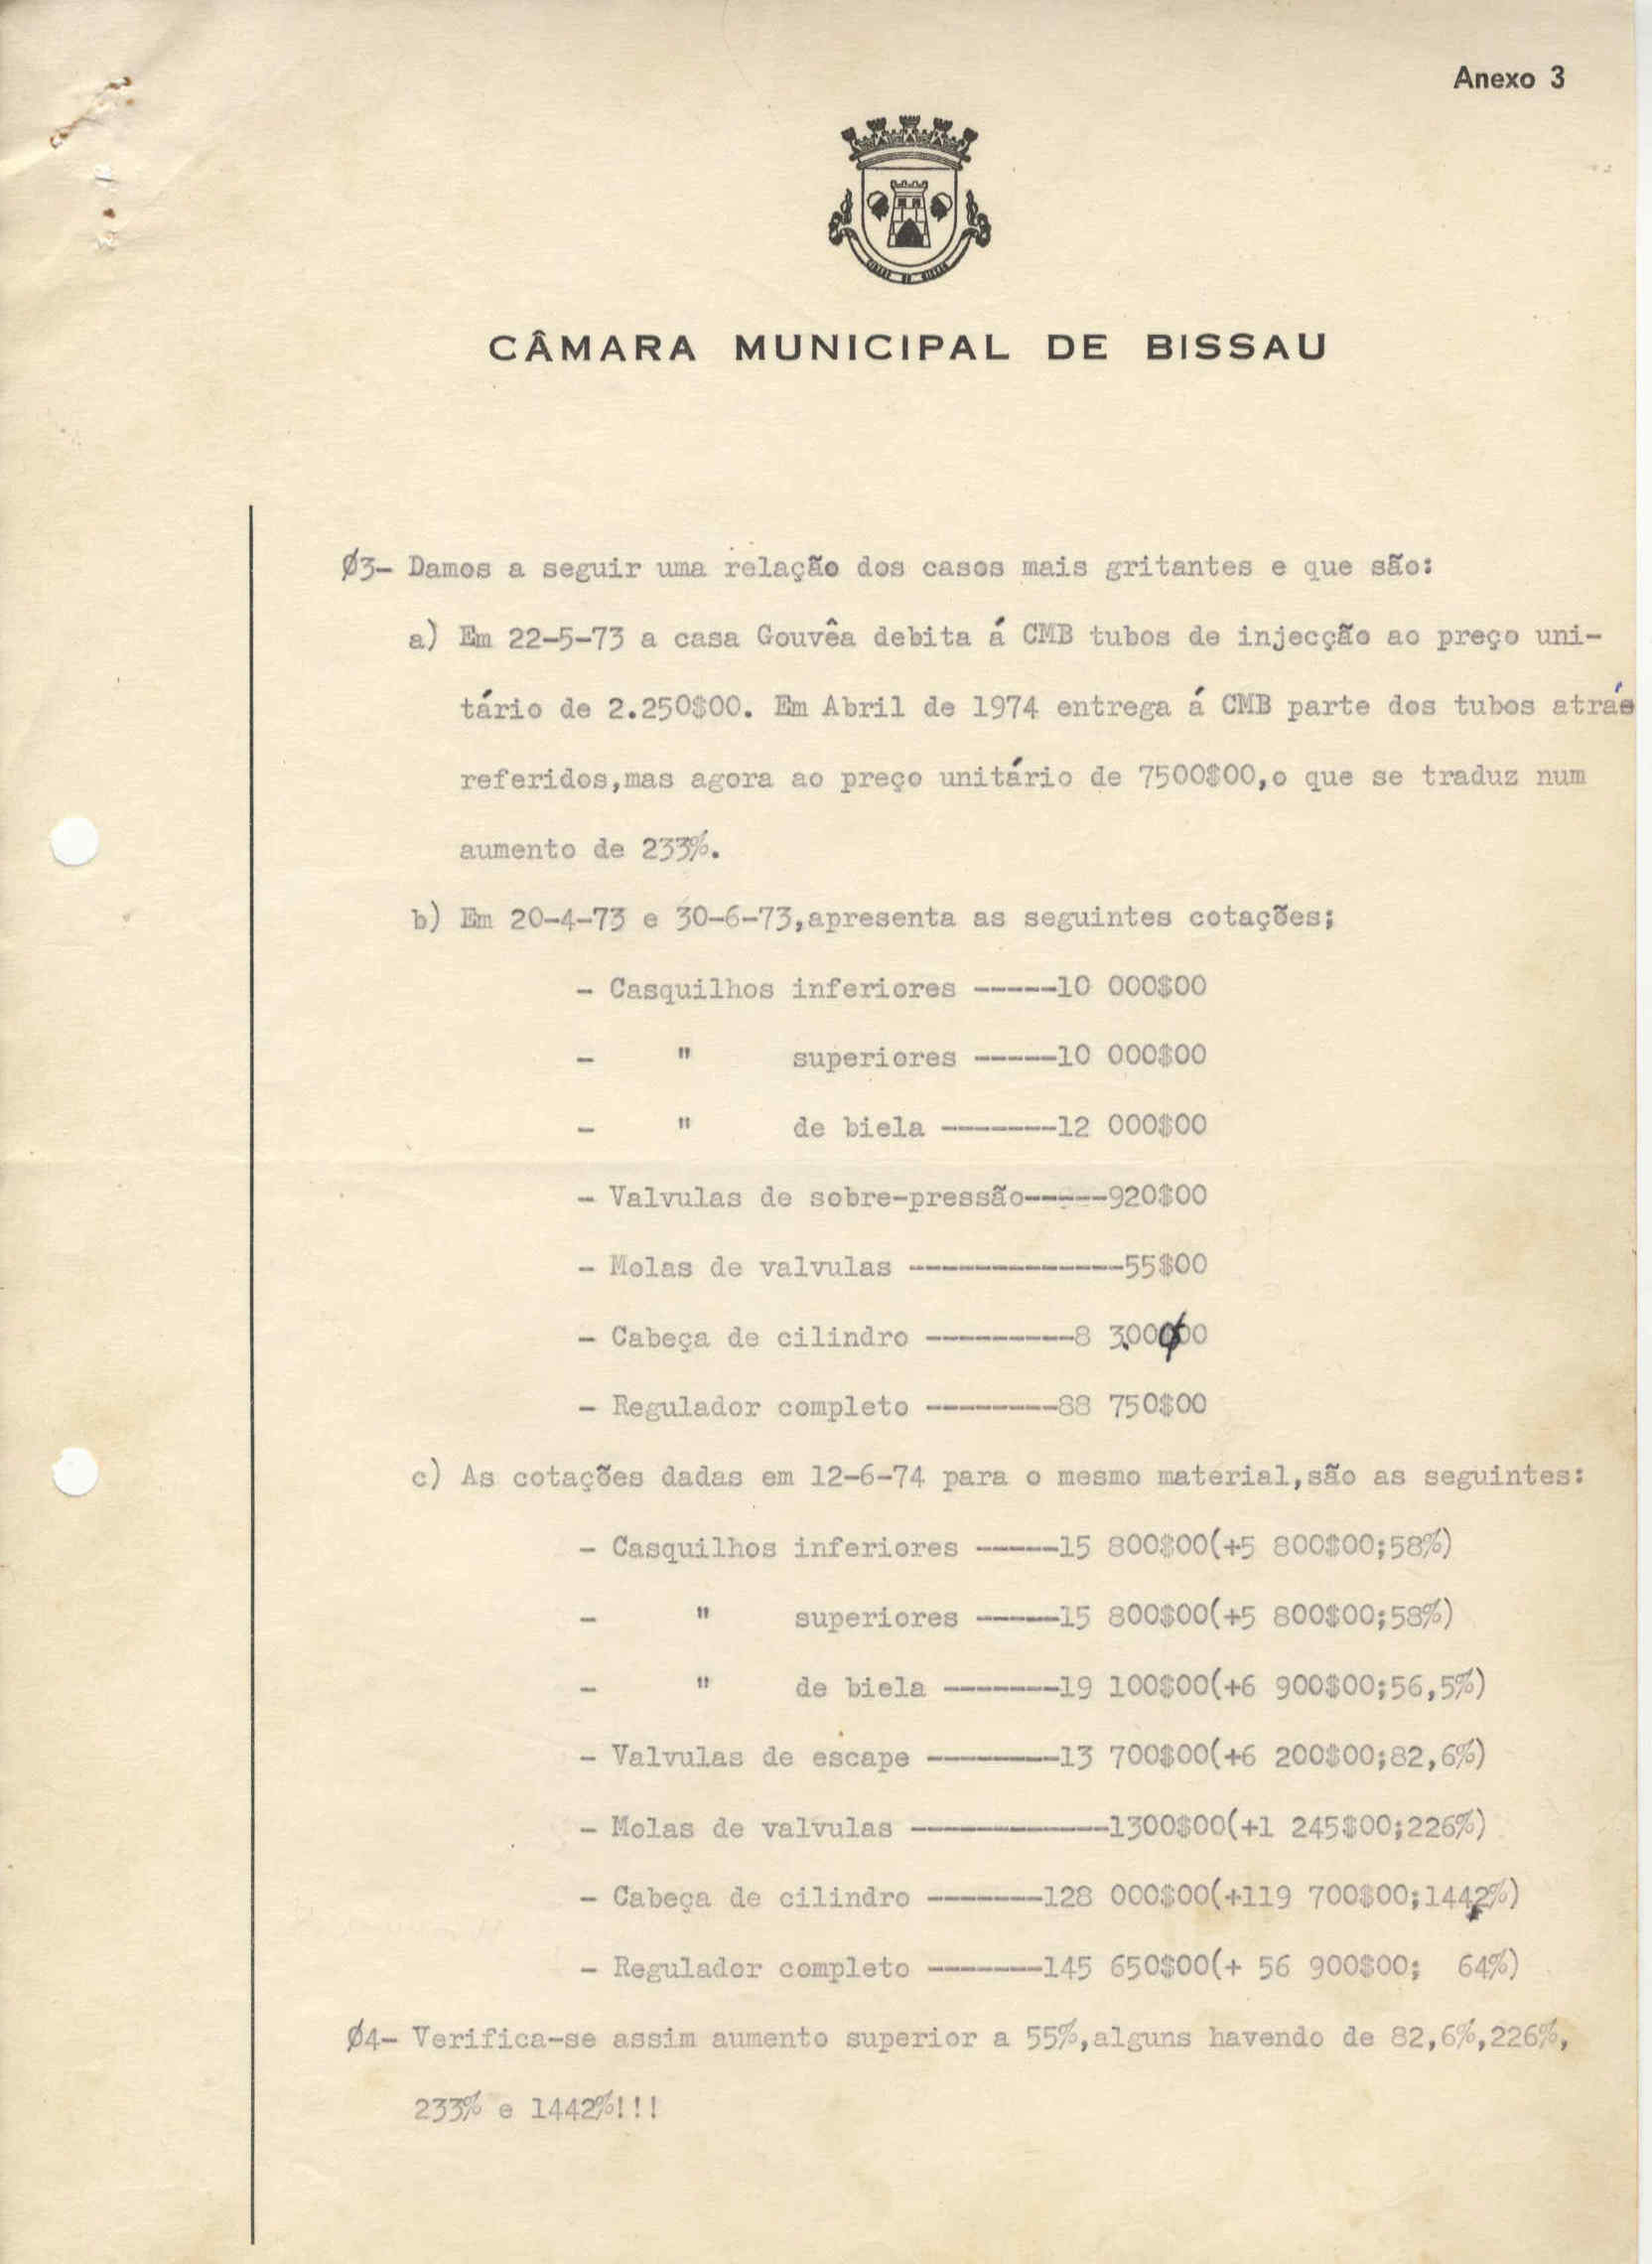 Anexo 3
CÂMARA MUNICIPAL DE BISSAU
Ø3- Damos a seguir uma relação dos casos mais gritantes e que são:
a) Em 22-5-73 a casa Gouvêa debita á CMB tubos de injecção ao preço uni-
tário de 2.250$00. Em Abril de 1974 entrega á CMB parte dos tubos atrás
referidos,mas agora ao preço unitário de 7500$00,o que se traduz num
aumento de 233%.
b) Em 20-4-73 e 30-6-73,apresenta as seguintes cotações;
- Casquilhos inferiores -----10 000$00
- " superiores -----10 000$00
- " de biela -------12 000$00
- Valvulas de sobre-pressão-----920$00
- Molas de valvulas -------------55$00
- Cabeça de cilindro ---------8 300$00
- Regulador completo --------88 750$00
c) As cotações dadas em 12-6-74 para o mesmo material,são as seguintes:
- Casquilhos inferiores -----15 800$00(+5 800$00;58%)
- " superiores -----15 800$00(+5 800$00;58%)
- " de biela -------19 100$00(+6 900$00;56,5%)
- Valvulas de escape --------13 700$00(+6 200$00;82,6%)
- Molas de valvulas ------------1300$00(+1 245$00;226%)
- Cabeça de cilindro -------128 000$00(+119 700$00;1442%)
- Regulador completo -------145 650$00(+ 56 900$00; 64%)
Ø4- Verifica-se assim aumento superior a 55%,alguns havendo de 82,6%,226%,
233% e 1442%!!!